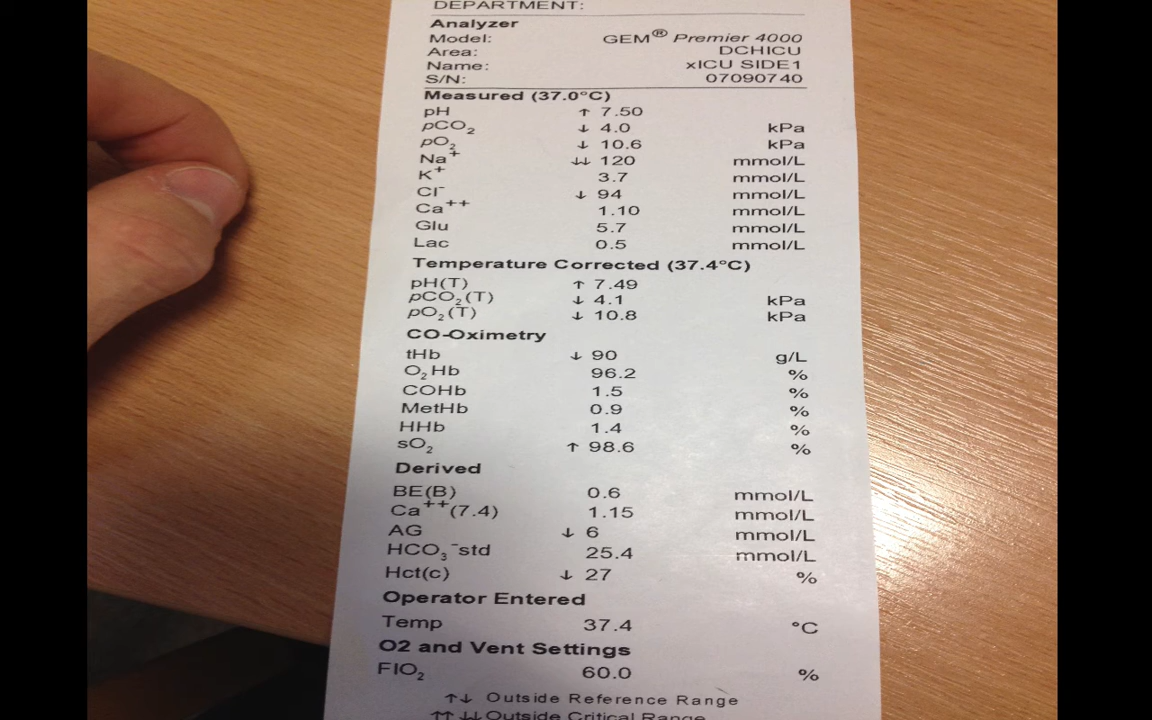 DEPARTMENT:
Analyzer
Model: GEM® Premier 4000
Area: DCHICU
Name: xICU SIDE1
S/N: 07090740
Measured (37.0°C)
pH ↑ 7.50
pCO₂ ↓ 4.0 kPa
pO₂ ↓ 10.6 kPa
Na⁺ ↓↓ 120 mmol/L
K⁺ 3.7 mmol/L
Cl⁻ ↓ 94 mmol/L
Ca⁺⁺ 1.10 mmol/L
Glu 5.7 mmol/L
Lac 0.5 mmol/L
Temperature Corrected (37.4°C)
pH(T) ↑ 7.49
pCO₂(T) ↓ 4.1 kPa
pO₂(T) ↓ 10.8 kPa
CO-Oximetry
tHb ↓ 90 g/L
O₂Hb 96.2 %
COHb 1.5 %
MetHb 0.9 %
HHb 1.4 %
sO₂ ↑ 98.6 %
Derived
BE(B) 0.6 mmol/L
Ca⁺⁺(7.4) 1.15 mmol/L
AG ↓ 6 mmol/L
HCO₃⁻std 25.4 mmol/L
Hct(c) ↓ 27 %
Operator Entered
Temp 37.4 °C
O2 and Vent Settings
FIO₂ 60.0 %
↑↓ Outside Reference Range
↑↑ ↓↓ Outside Critical Range